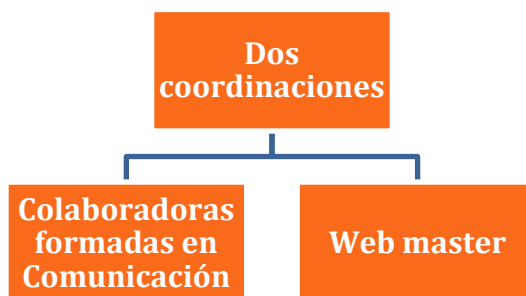 Dos
coordinaciones
Colaboradoras
formadas en
Comunicación
Web master